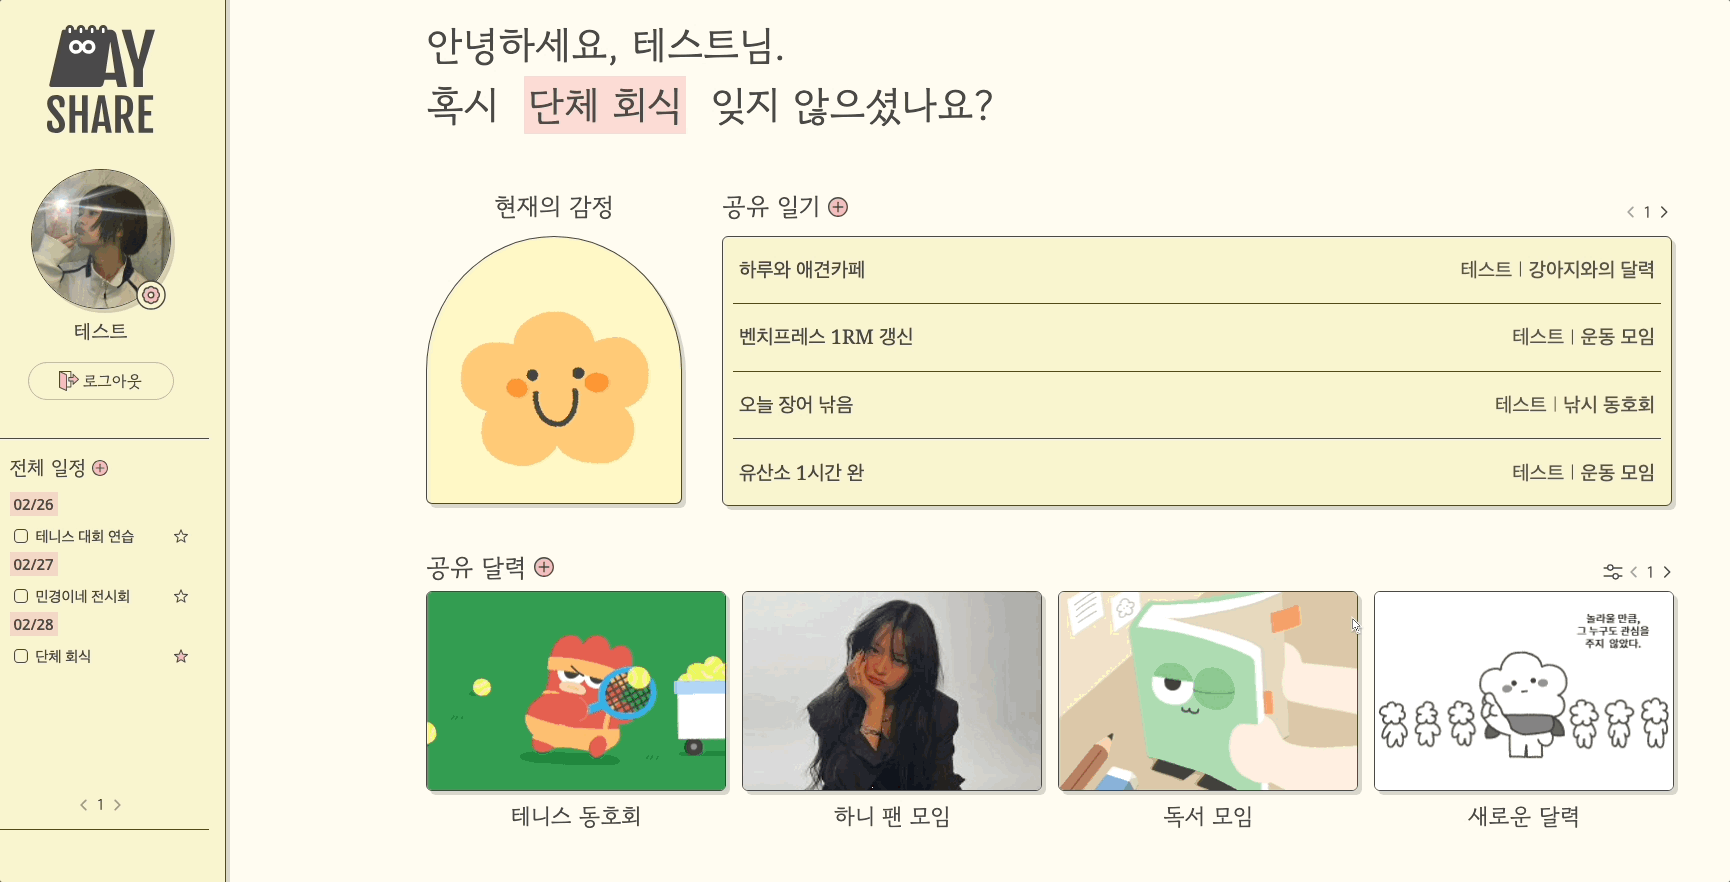 AY
SHARE
테스트
로그아웃
전체 일정
02/26
테니스 대회 연습
02/27
민경이네 전시회
02/28
단체 회식
1
안녕하세요, 테스트님.
혹시 단체 회식 잊지 않으셨나요?
현재의 감정
공유 일기
1
하루와 애견카페 테스트 | 강아지와의 달력
벤치프레스 1RM 갱신 테스트 | 운동 모임
오늘 장어 낚음 테스트 | 낚시 동호회
유산소 1시간 완 테스트 | 운동 모임
공유 달력
1
놀라울 만큼,
그 누구도 관심을
주지 않았다.
테니스 동호회
하니 팬 모임
독서 모임
새로운 달력